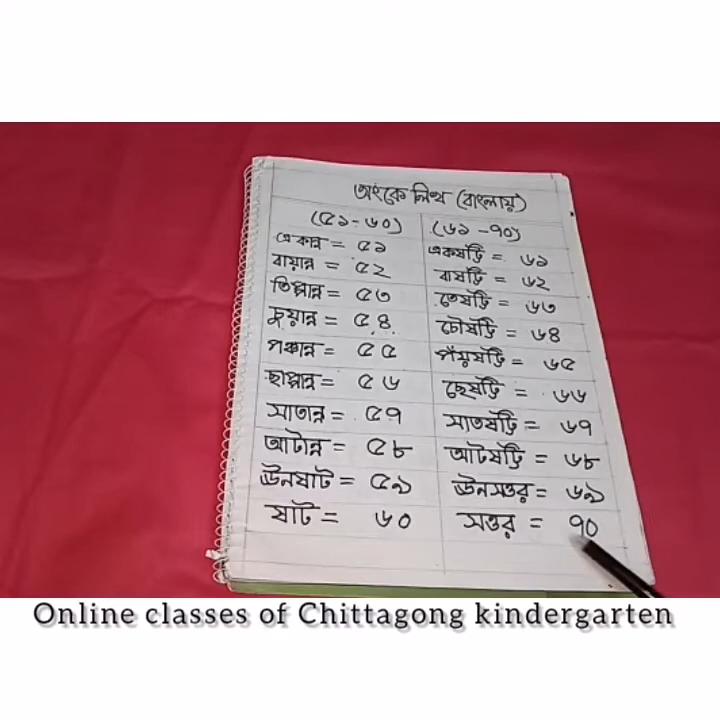 অংকে লিখ (বাংলায়)
(৫১-৬০) (৬১-৭০)
একান্ন = ৫১ একষট্টি = ৬১
বায়ান্ন = ৫২ বাষট্টি = ৬২
তিপ্পান্ন = ৫৩ তেষট্টি = ৬৩
চুয়ান্ন = ৫৪ চৌষট্টি = ৬৪
পঞ্চান্ন = ৫৫ পঁয়ষট্টি = ৬৫
ছাপ্পান্ন = ৫৬ ছেষট্টি = ৬৬
সাতান্ন = ৫৭ সাতষট্টি = ৬৭
আটান্ন = ৫৮ আটষট্টি = ৬৮
ঊনষাট = ৫৯ ঊনসত্তর = ৬৯
ষাট = ৬০ সত্তর = ৭০
Online classes of Chittagong kindergarten